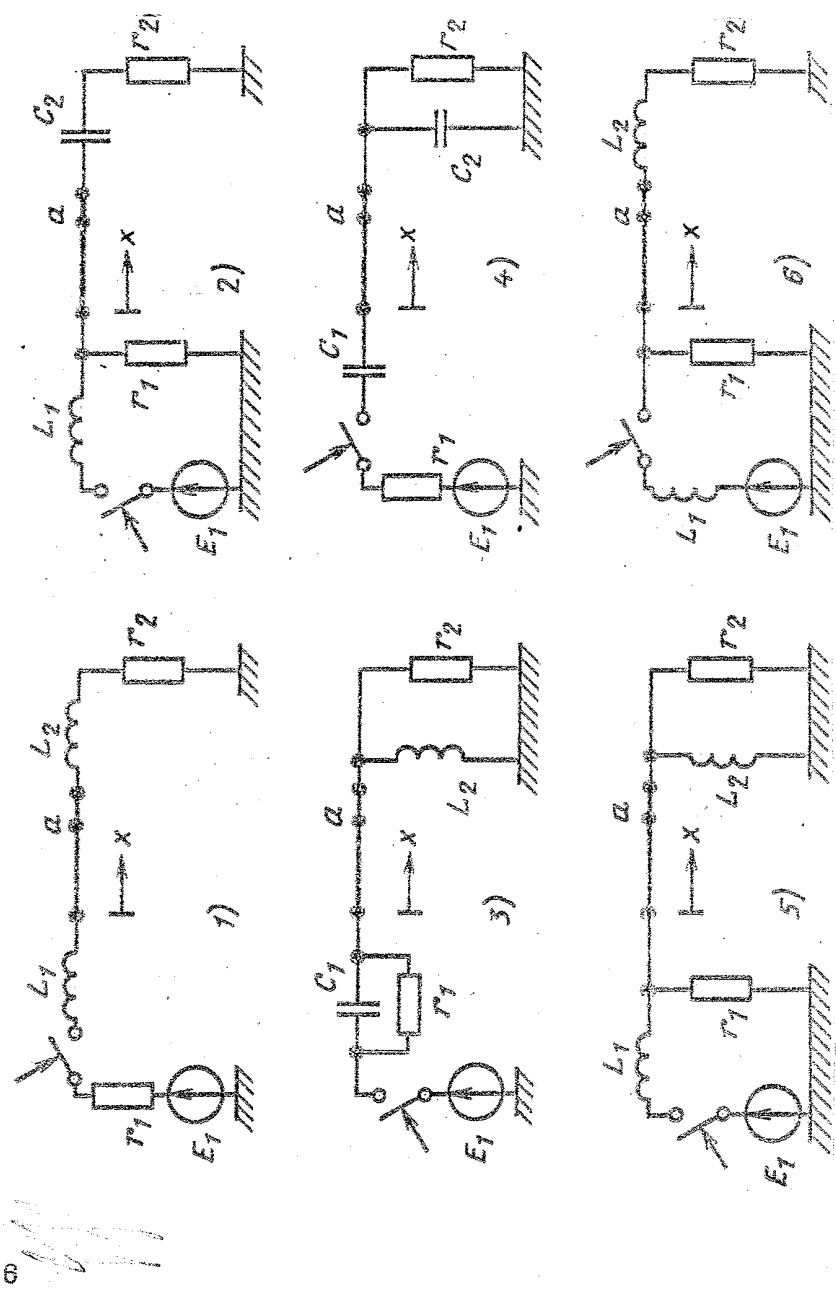 r₁ E₁ L₁ a L₂ r₂ x 1)
E₁ L₁ r₁ a C₂ r₂ x 2)
E₁ C₁ r₁ a L₂ r₂ x 3)
E₁ r₁ C₁ a C₂ r₂ x 4)
E₁ L₁ r₁ a L₂ r₂ x 5)
E₁ L₁ r₁ a L₂ r₂ x 6)